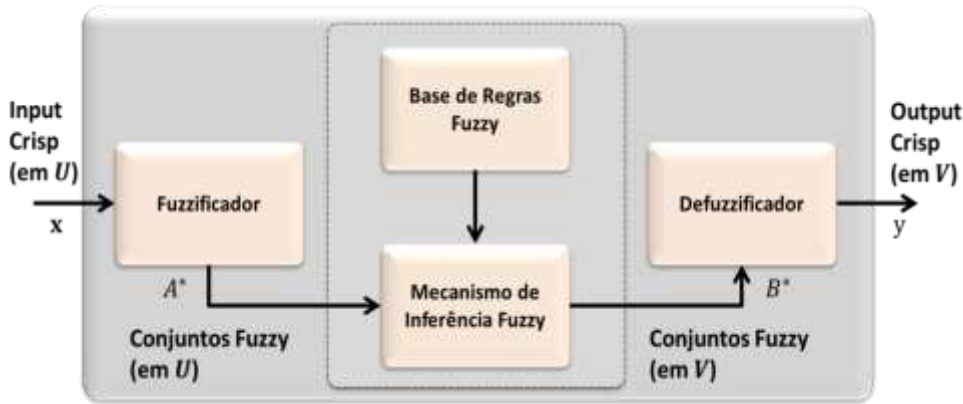 Input
Crisp
(em U)
x
Fuzzificador
A*
Conjuntos Fuzzy
(em U)
Base de Regras
Fuzzy
Mecanismo de
Inferência Fuzzy
Defuzzificador
B*
Conjuntos Fuzzy
(em V)
Output
Crisp
(em V)
y